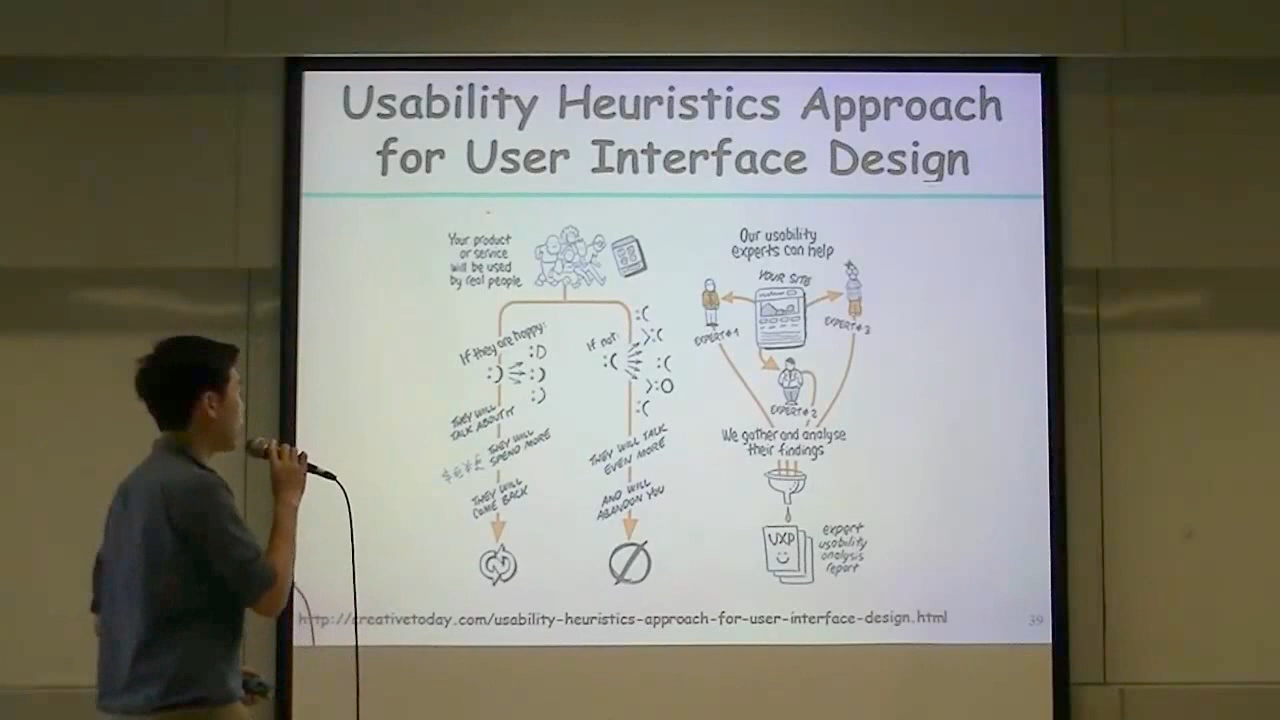 Usability Heuristics Approach
for User Interface Design
Your product
or service
will be used
by real people
If they are happy:
:)
:D
:)
;)
THEY WILL
TALK ABOUT IT
$€¥£ THEY WILL
SPEND MORE
THEY WILL
COME BACK
If not:
:(
:(
>:(
:(
>:O
:(
THEY WILL TALK
EVEN MORE
AND WILL
ABANDON YOU
Our usability
experts can help
YOUR SITE
EXPERT #1
EXPERT #3
EXPERT #2
We gather and analyse
their findings
UXP
expert
usability
analysis
report
http://creativetoday.com/usability-heuristics-approach-for-user-interface-design.html
39